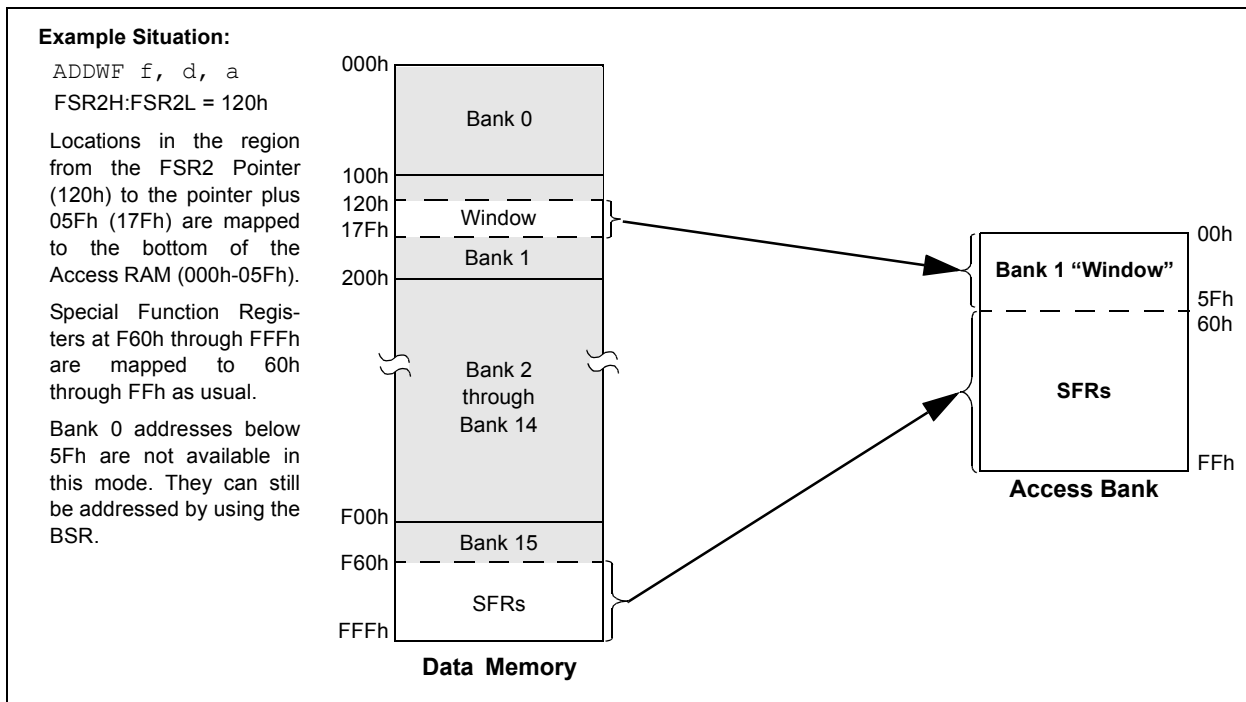 Example Situation:
ADDWF f, d, a
FSR2H:FSR2L = 120h
Locations in the region
from the FSR2 Pointer
(120h) to the pointer plus
05Fh (17Fh) are mapped
to the bottom of the
Access RAM (000h-05Fh).
Special Function Regis-
ters at F60h through FFFh
are mapped to 60h
through FFh as usual.
Bank 0 addresses below
5Fh are not available in
this mode. They can still
be addressed by using the
BSR.
000h
Bank 0
100h
120h
Window
17Fh
Bank 1
200h
Bank 2
through
Bank 14
F00h
Bank 15
F60h
SFRs
FFFh
Data Memory
00h
Bank 1 “Window”
5Fh
60h
SFRs
FFh
Access Bank